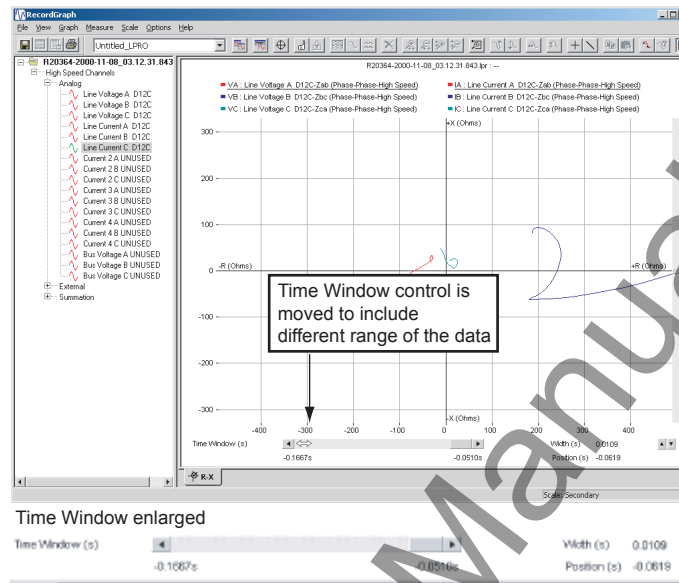 RecordGraph
File View Graph Measure Scale Options Help
Untitled_LPRO
R20364-2000-11-08_03.12.31.843
High Speed Channels
Analog
Line Voltage A D12C
Line Voltage B D12C
Line Voltage C D12C
Line Current A D12C
Line Current B D12C
Line Current C D12C
Current 2 A UNUSED
Current 2 B UNUSED
Current 2 C UNUSED
Current 3 A UNUSED
Current 3 B UNUSED
Current 3 C UNUSED
Current 4 A UNUSED
Current 4 B UNUSED
Current 4 C UNUSED
Bus Voltage A UNUSED
Bus Voltage B UNUSED
Bus Voltage C UNUSED
External
Summation
R20364-2000-11-08_03.12.31.843.lpr : --
VA : Line Voltage A D12C-Zab (Phase-Phase-High Speed) IA : Line Current A D12C-Zab (Phase-Phase-High Speed)
VB : Line Voltage B D12C-Zbc (Phase-Phase-High Speed) IB : Line Current B D12C-Zbc (Phase-Phase-High Speed)
VC : Line Voltage C D12C-Zca (Phase-Phase-High Speed) IC : Line Current C D12C-Zca (Phase-Phase-High Speed)
+X (Ohms)
300
200
100
-R (Ohms) +R (Ohms)
0
Time Window control is
moved to include
different range of the data
-100
-200
-300
-X (Ohms)
-400 -300 -200 -100 0 100 200 300 400
Time Window (s) Width (s) 0.0109
-0.1667s -0.0510s Position (s) -0.0619
R-X
Scale: Secondary
Time Window enlarged
Time Window (s) Width (s) 0.0109
-0.1667s -0.0510s Position (s) -0.0619
Manual